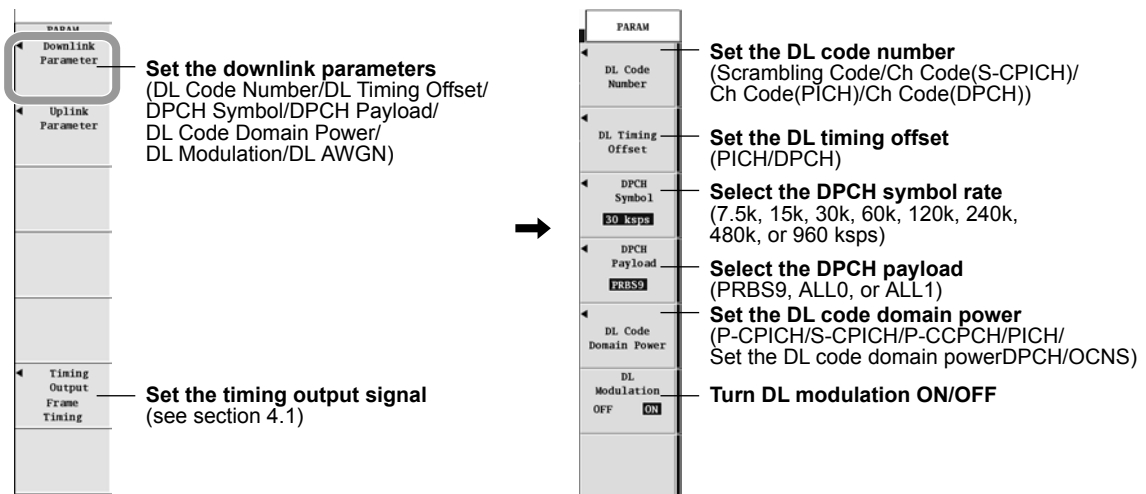 PARAM
Downlink
Parameter
Set the downlink parameters
(DL Code Number/DL Timing Offset/
DPCH Symbol/DPCH Payload/
DL Code Domain Power/
DL Modulation/DL AWGN)
Uplink
Parameter
Timing
Output
Frame
Timing
Set the timing output signal
(see section 4.1)
PARAM
DL Code
Number
Set the DL code number
(Scrambling Code/Ch Code(S-CPICH)/
Ch Code(PICH)/Ch Code(DPCH))
DL Timing
Offset
Set the DL timing offset
(PICH/DPCH)
DPCH
Symbol
30 ksps
Select the DPCH symbol rate
(7.5k, 15k, 30k, 60k, 120k, 240k,
480k, or 960 ksps)
DPCH
Payload
PRBS9
Select the DPCH payload
(PRBS9, ALL0, or ALL1)
DL Code
Domain Power
Set the DL code domain power
(P-CPICH/S-CPICH/P-CCPCH/PICH/
Set the DL code domain powerDPCH/OCNS)
DL
Modulation
OFF ON
Turn DL modulation ON/OFF